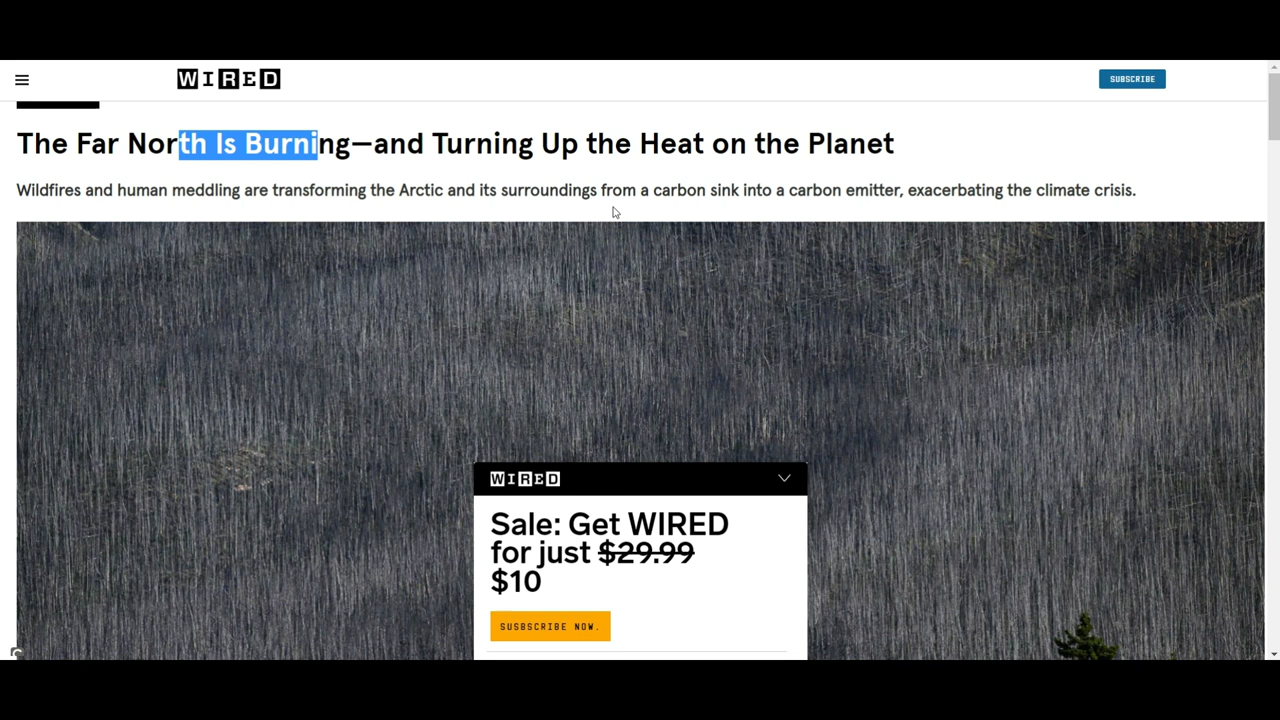 WIRED
SUBSCRIBE
The Far North Is Burning—and Turning Up the Heat on the Planet
Wildfires and human meddling are transforming the Arctic and its surroundings from a carbon sink into a carbon emitter, exacerbating the climate crisis.
WIRED
Sale: Get WIRED
for just $29.99
$10
SUSBSCRIBE NOW.